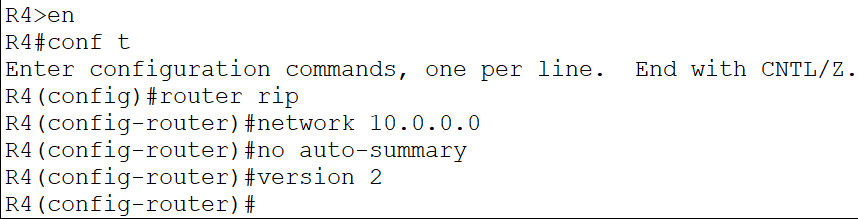 R4>en
R4#conf t
Enter configuration commands, one per line.  End with CNTL/Z.
R4(config)#router rip
R4(config-router)#network 10.0.0.0
R4(config-router)#no auto-summary
R4(config-router)#version 2
R4(config-router)#